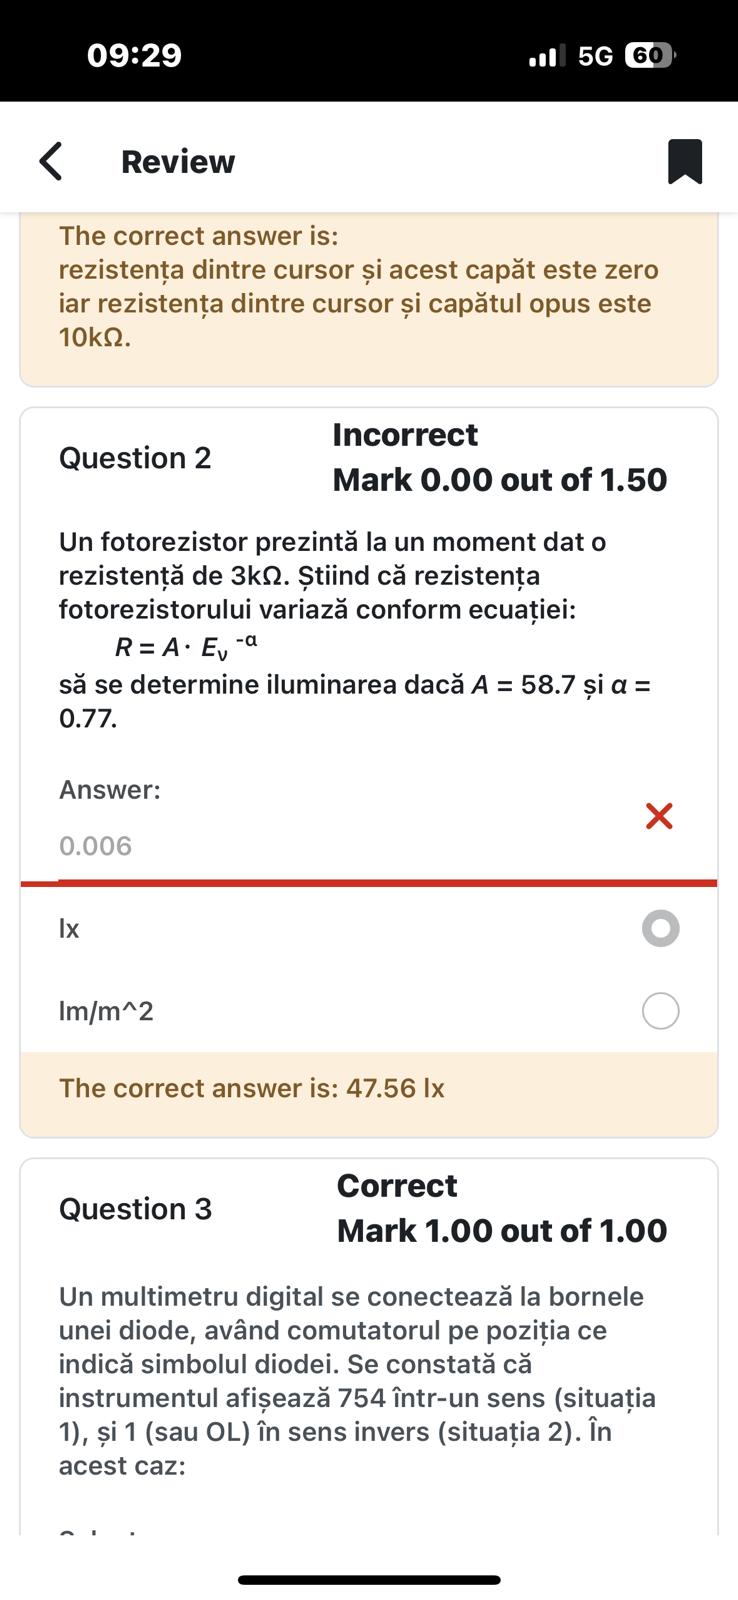 09:29
5G 60
Review
The correct answer is:
rezistența dintre cursor și acest capăt este zero
iar rezistența dintre cursor și capătul opus este
10kΩ.
Question 2
Incorrect
Mark 0.00 out of 1.50
Un fotorezistor prezintă la un moment dat o
rezistență de 3kΩ. Știind că rezistența
fotorezistorului variază conform ecuației:
R = A· Eν -α
să se determine iluminarea dacă A = 58.7 și α =
0.77.
Answer:
0.006
lx
lm/m^2
The correct answer is: 47.56 lx
Question 3
Correct
Mark 1.00 out of 1.00
Un multimetru digital se conectează la bornele
unei diode, având comutatorul pe poziția ce
indică simbolul diodei. Se constată că
instrumentul afișează 754 într-un sens (situația
1), și 1 (sau OL) în sens invers (situația 2). În
acest caz: